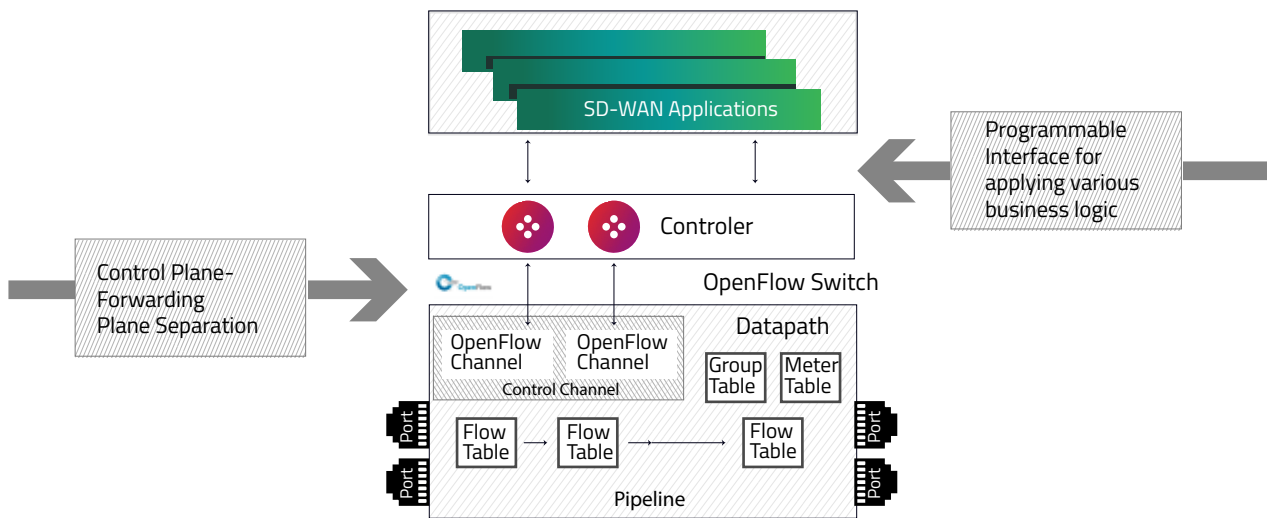 SD-WAN Applications
Programmable
Interface for
applying various
business logic
Controler
Control Plane-
Forwarding
Plane Separation
OpenFlow
OpenFlow Switch
Datapath
OpenFlow
Channel
OpenFlow
Channel
Control Channel
Group
Table
Meter
Table
Port
Port
Flow
Table
Flow
Table
Flow
Table
Port
Port
Pipeline